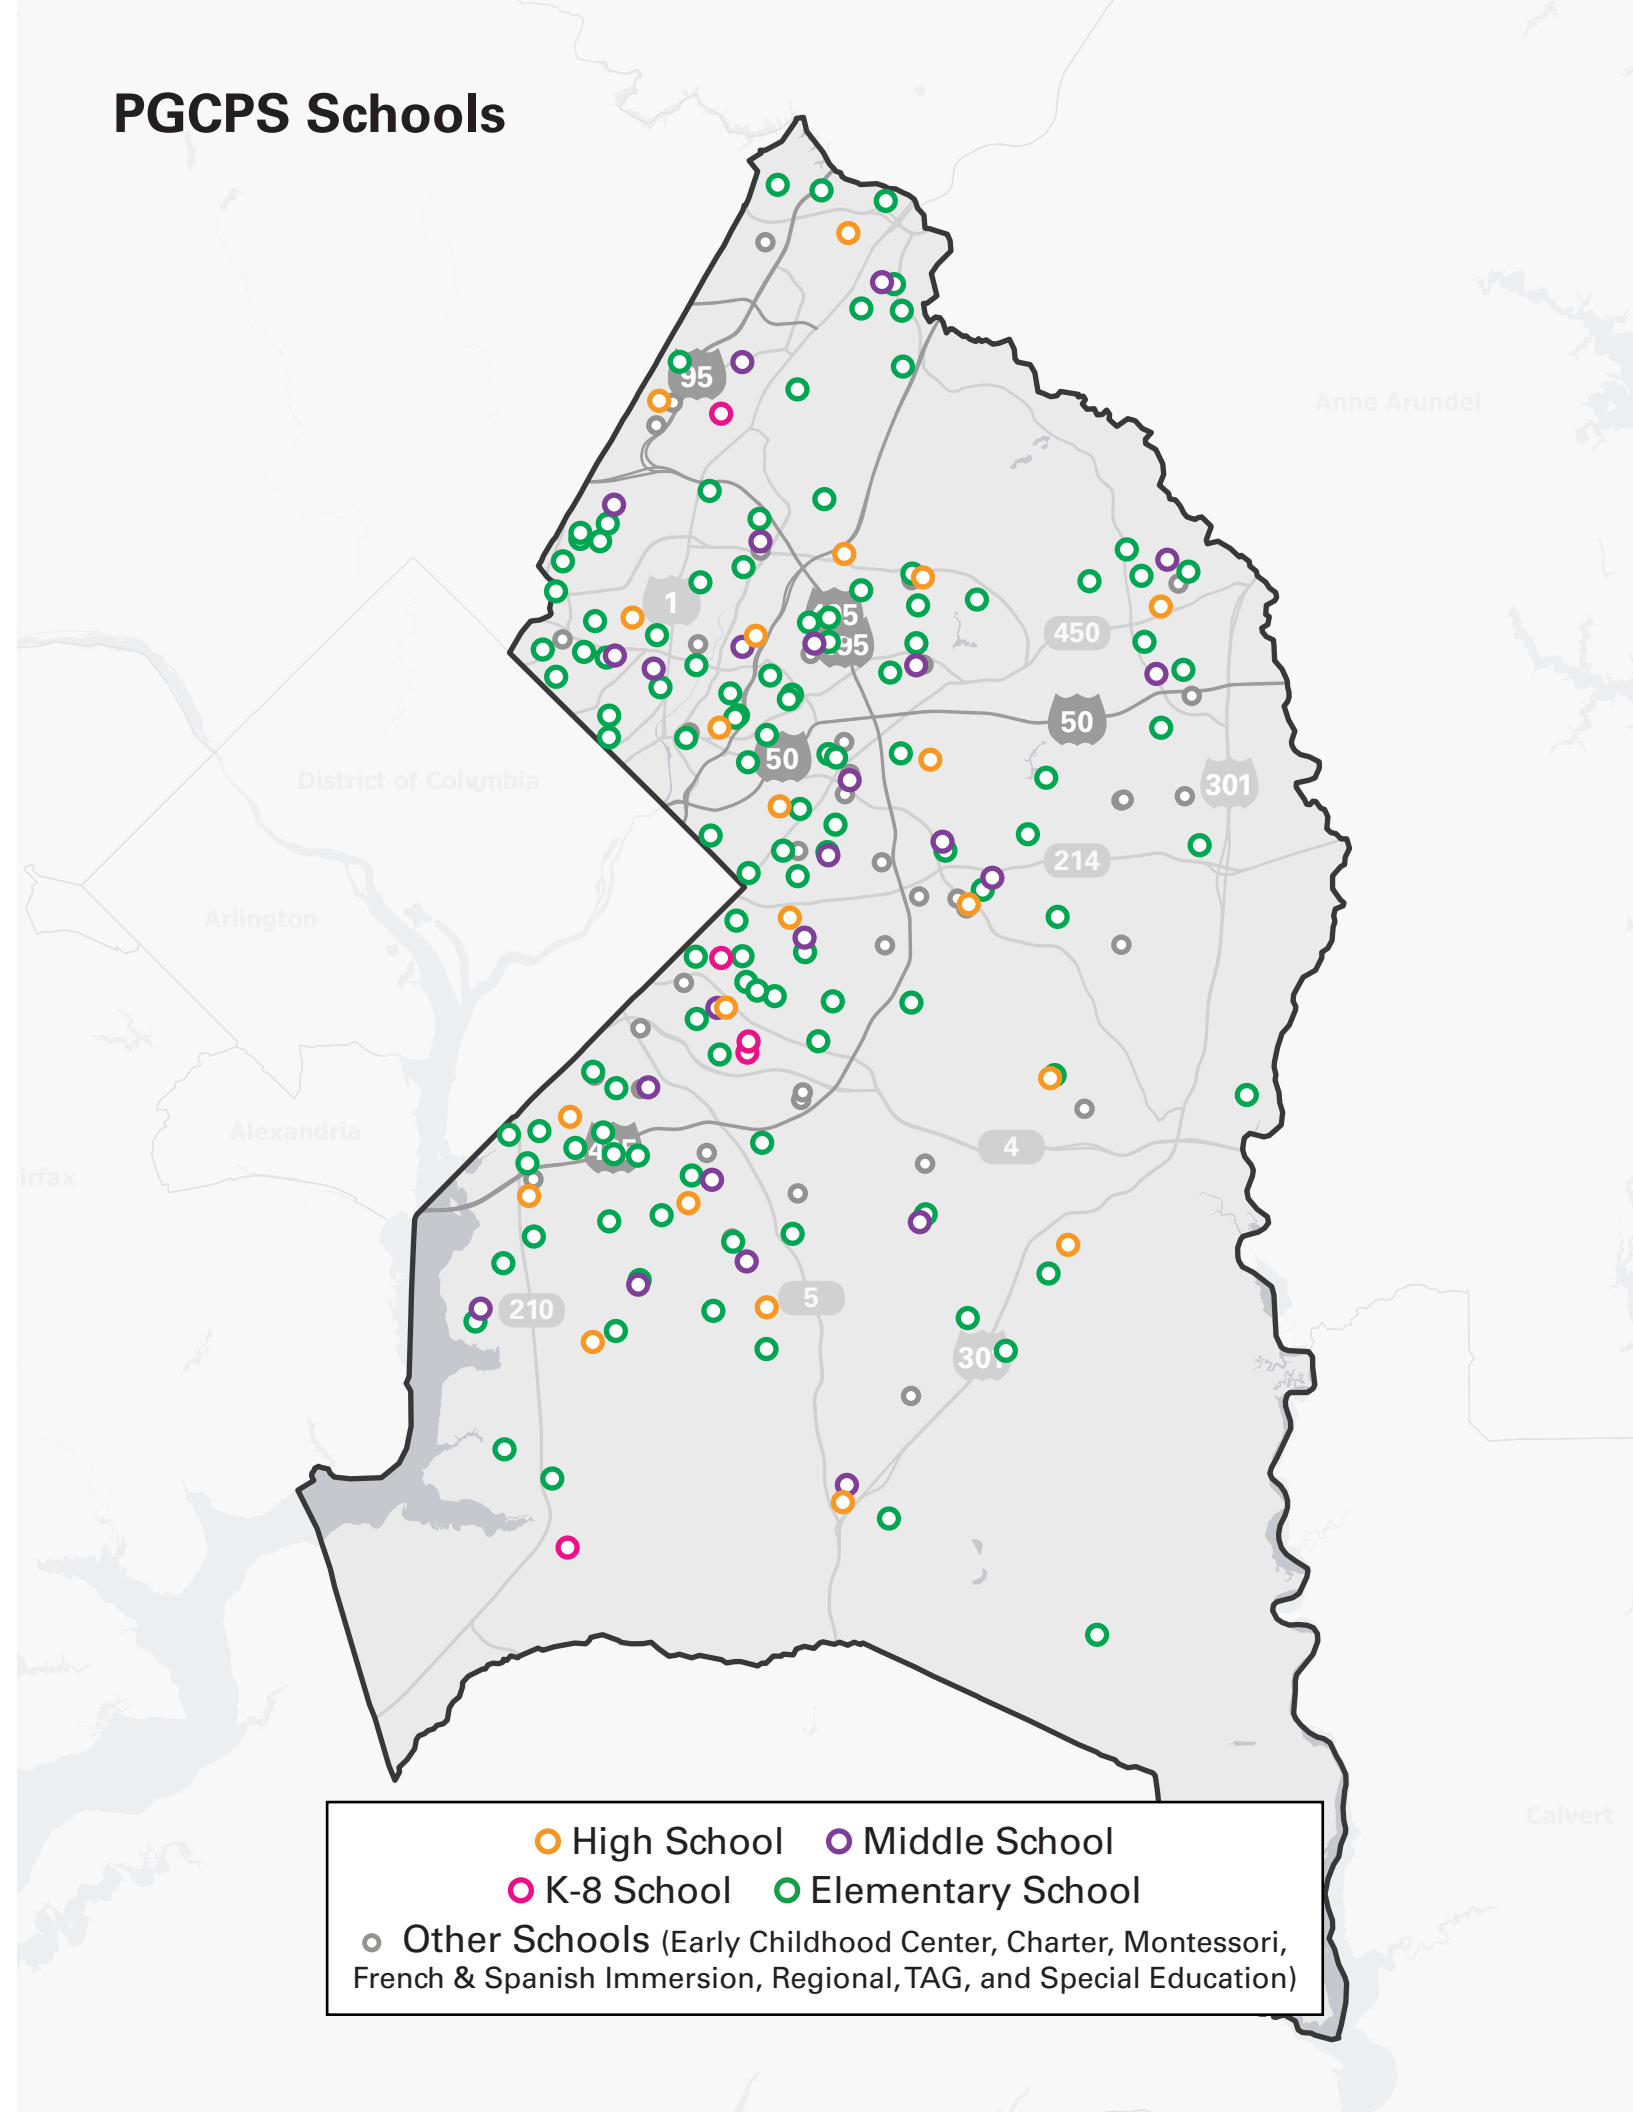 PGCPS Schools
95
Anne Arundel
1
95
450
50
50
301
District of Columbia
214
Arlington
Alexandria
4
irfax
210
5
301
Calvert
High School Middle School
K-8 School Elementary School
Other Schools (Early Childhood Center, Charter, Montessori,
French & Spanish Immersion, Regional, TAG, and Special Education)